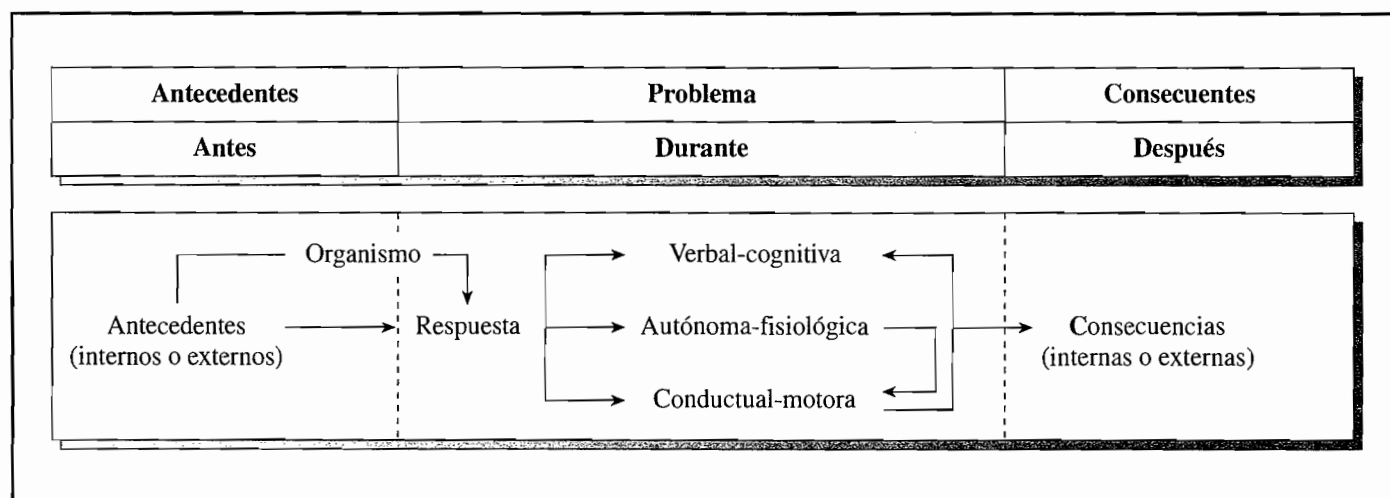 Antecedentes Problema Consecuentes
Antes Durante Después
Organismo Verbal-cognitiva
Antecedentes Respuesta Autónoma-fisiológica Consecuencias
(internos o externos) (internas o externas)
Conductual-motora